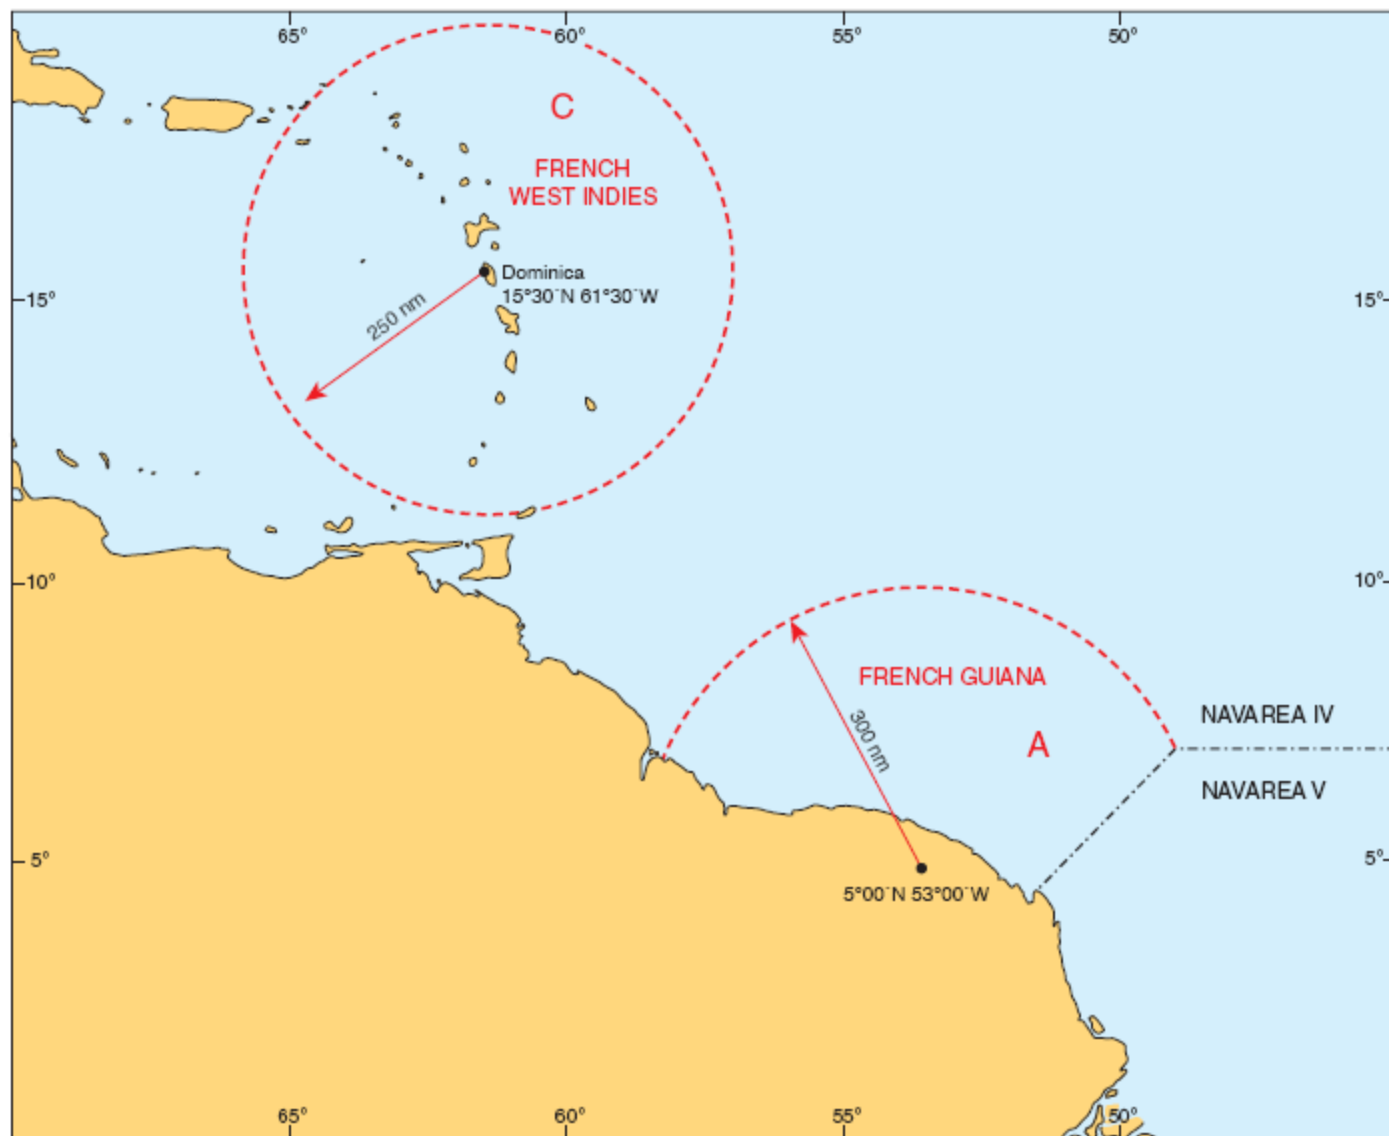 65° 60° 55° 50°
C
FRENCH
WEST INDIES
Dominica
15°30´N 61°30´W
250 nm
15° 15°
10° 10°
FRENCH GUIANA
A
300 nm
NAVAREA IV
NAVAREA V
5° 5°
5°00´N 53°00´W
65° 60° 55° 50°